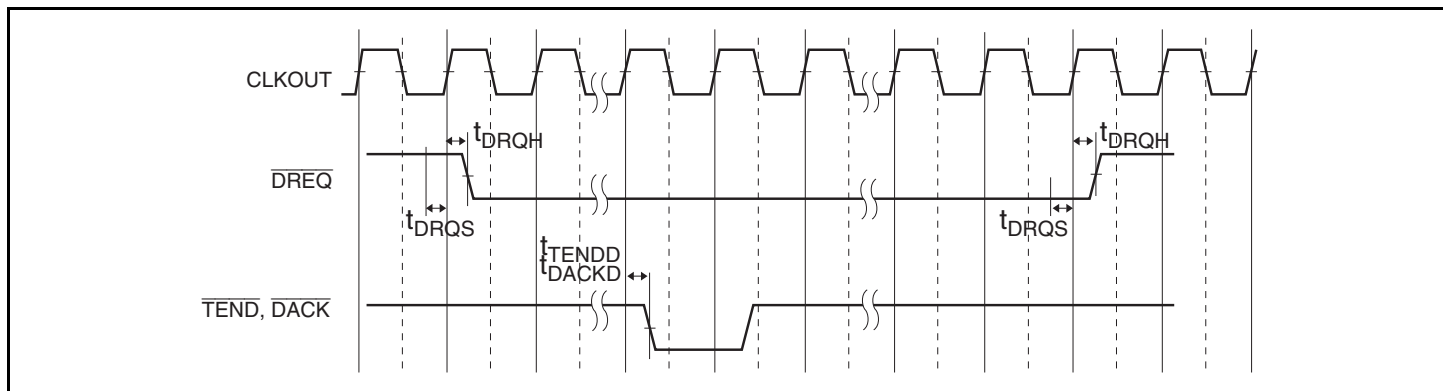 CLKOUT
tDRQH
tDRQH
DREQ
tDRQS
tDRQS
tTENDD
tDACKD
TEND, DACK